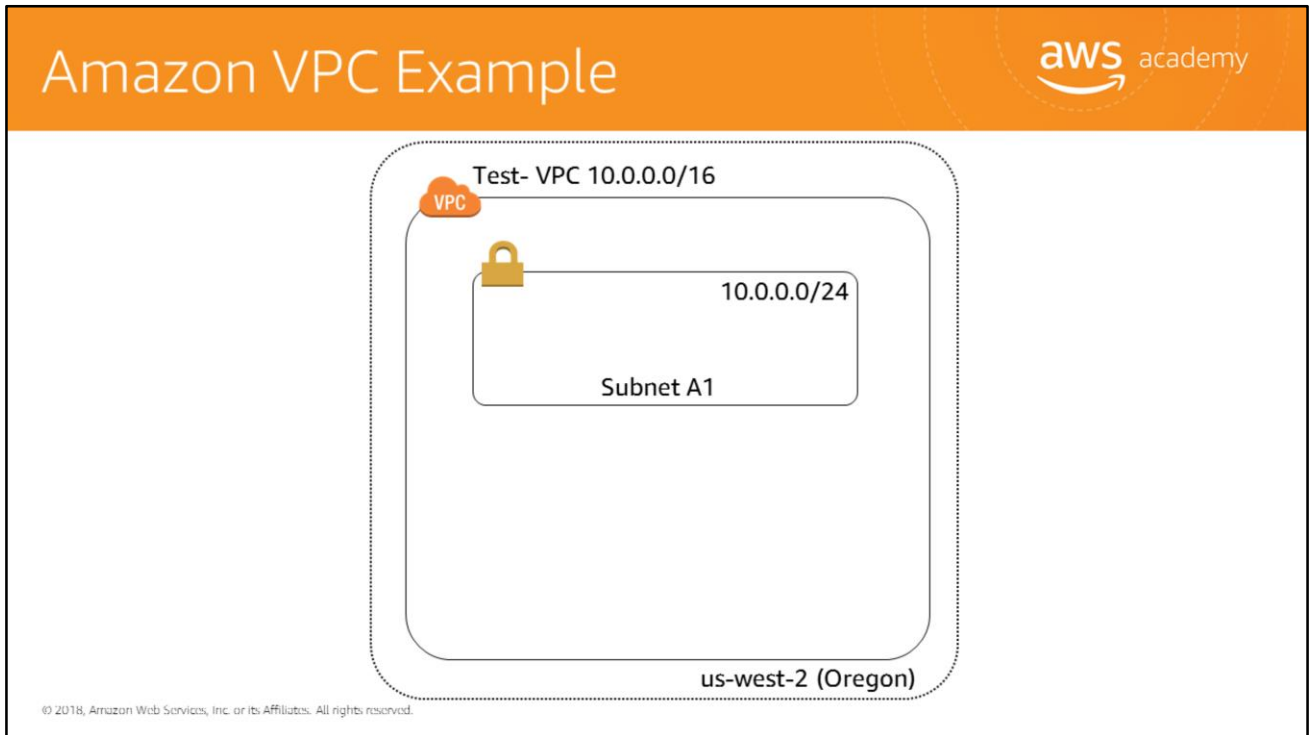 Amazon VPC Example
aws academy
Test- VPC 10.0.0.0/16
VPC
10.0.0.0/24
Subnet A1
us-west-2 (Oregon)
© 2018, Amazon Web Services, Inc. or its Affiliates. All rights reserved.